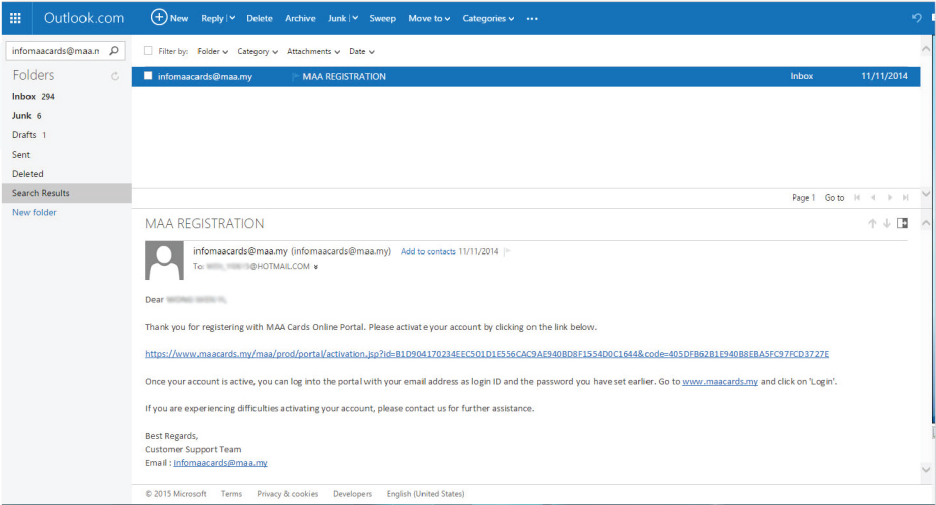 Outlook.com
New Reply Delete Archive Junk Sweep Move to Categories ...
infomaacards@maa.n
Filter by: Folder Category Attachments Date
Folders
Inbox 294
Junk 6
Drafts 1
Sent
Deleted
Search Results
New folder
infomaacards@maa.my MAA REGISTRATION Inbox 11/11/2014
Page 1 Go to
MAA REGISTRATION
infomaacards@maa.my (infomaacards@maa.my) Add to contacts 11/11/2014
To: @HOTMAIL.COM
Dear
Thank you for registering with MAA Cards Online Portal. Please activate your account by clicking on the link below.
https://www.maacards.my/maa/prod/portal/activation.jsp?id=B1D904170234EEC501D1E556CAC9AE940BD8F1554D0C1644&code=405DFB62B1E940B8EBA5FC97FCD3727E
Once your account is active, you can log into the portal with your email address as login ID and the password you have set earlier. Go to www.maacards.my and click on 'Login'.
If you are experiencing difficulties activating your account, please contact us for further assistance.
Best Regards,
Customer Support Team
Email : Infomaacards@maa.my
© 2015 Microsoft Terms Privacy & cookies Developers English (United States)